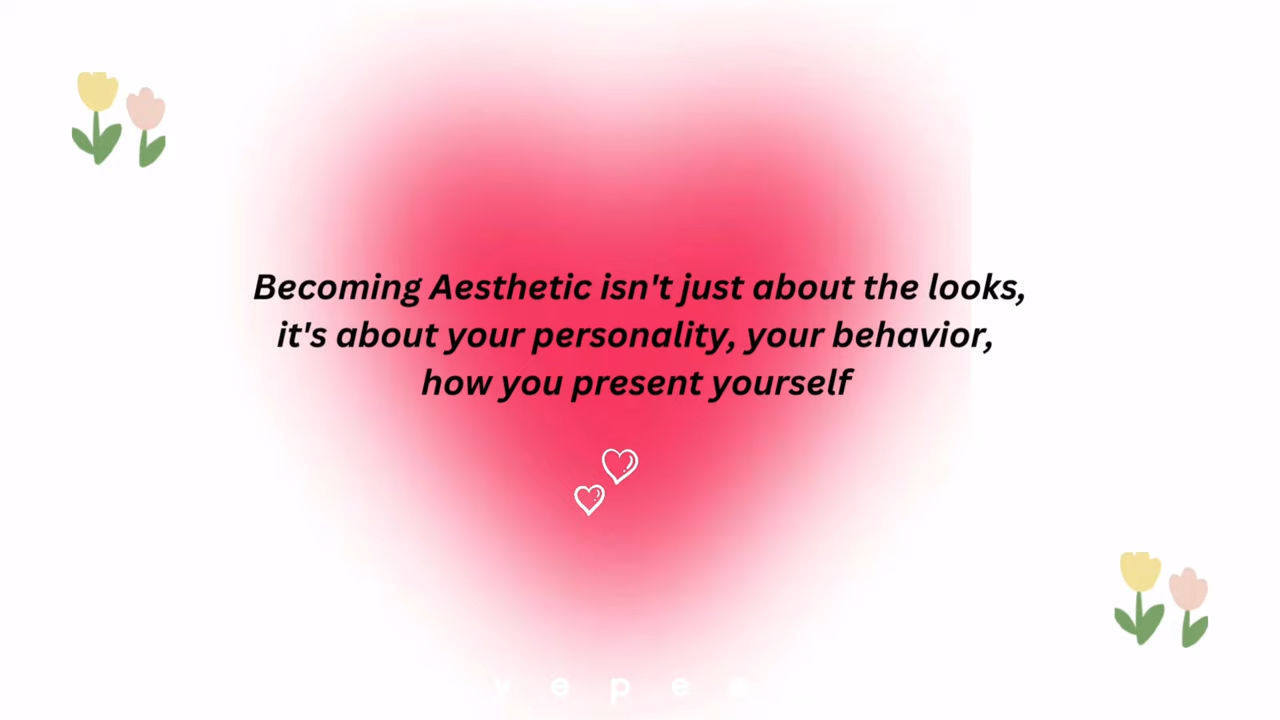 Becoming Aesthetic isn't just about the looks,
it's about your personality, your behavior,
how you present yourself